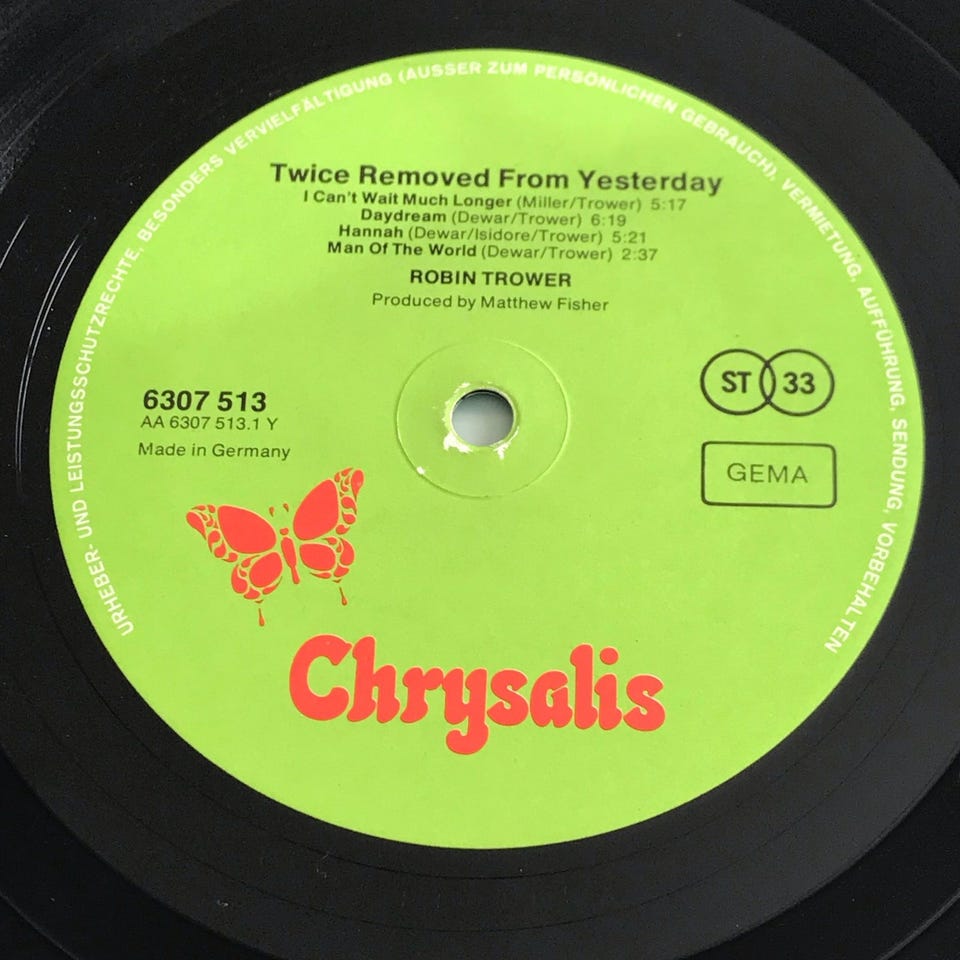 URHEBER- UND LEISTUNGSSCHUTZRECHTE, BESONDERS VERVIELFÄLTIGUNG (AUSSER ZUM PERSÖNLICHEN GEBRAUCH), VERMIETUNG, AUFFÜHRUNG, SENDUNG, VORBEHALTEN
Twice Removed From Yesterday
I Can't Wait Much Longer (Miller/Trower) 5:17
Daydream (Dewar/Trower) 6:19
Hannah (Dewar/Isidore/Trower) 5:21
Man Of The World (Dewar/Trower) 2:37
ROBIN TROWER
Produced by Matthew Fisher
6307 513
AA 6307 513.1 Y
Made in Germany
ST 33
GEMA
Chrysalis